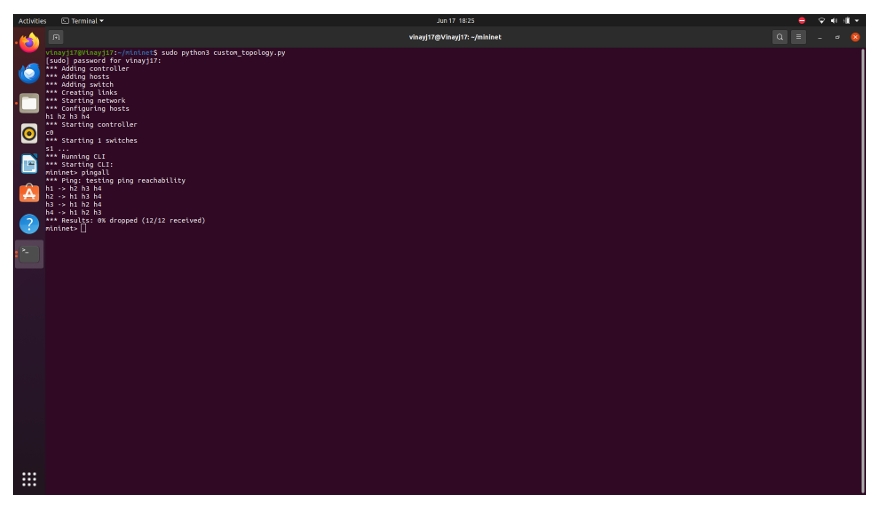 Activities
Terminal
Jun 17 18:25
vinayj17@Vinayj17: ~/mininet
vinayj17@Vinayj17:~/mininet$ sudo python3 custom_topology.py
[sudo] password for vinayj17:
*** Adding controller
*** Adding hosts
*** Adding switch
*** Creating links
*** Starting network
*** Configuring hosts
h1 h2 h3 h4
*** Starting controller
c0
*** Starting 1 switches
s1 ...
*** Running CLI
*** Starting CLI:
mininet> pingall
*** Ping: testing ping reachability
h1 -> h2 h3 h4
h2 -> h1 h3 h4
h3 -> h1 h2 h4
h4 -> h1 h2 h3
*** Results: 0% dropped (12/12 received)
mininet>